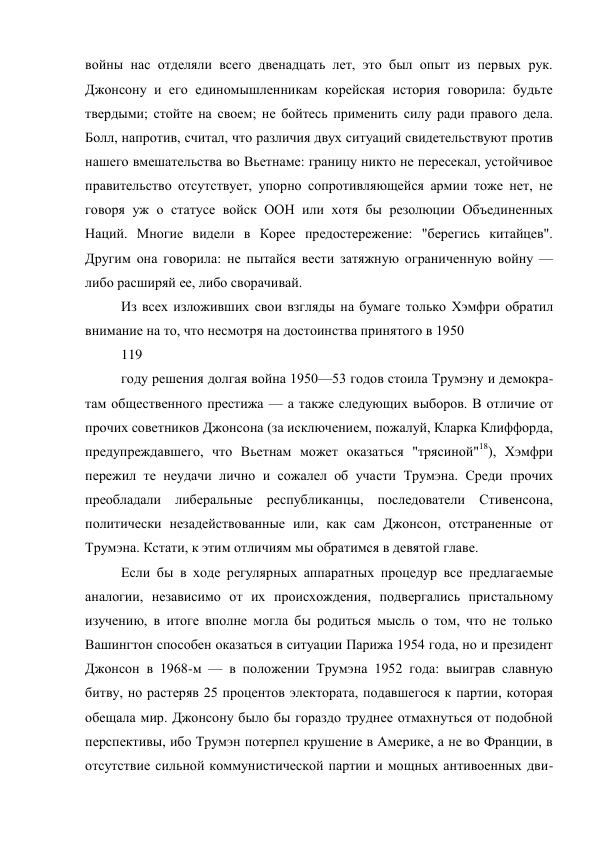 войны нас отделяли всего двенадцать лет, это был опыт из первых рук.
Джонсону и его единомышленникам корейская история говорила: будьте
твердыми; стойте на своем; не бойтесь применить силу ради правого дела.
Болл, напротив, считал, что различия двух ситуаций свидетельствуют против
нашего вмешательства во Вьетнаме: границу никто не пересекал, устойчивое
правительство отсутствует, упорно сопротивляющейся армии тоже нет, не
говоря уж о статусе войск ООН или хотя бы резолюции Объединенных
Наций. Многие видели в Корее предостережение: "берегись китайцев".
Другим она говорила: не пытайся вести затяжную ограниченную войну —
либо расширяй ее, либо сворачивай.
Из всех изложивших свои взгляды на бумаге только Хэмфри обратил
внимание на то, что несмотря на достоинства принятого в 1950
119
году решения долгая война 1950—53 годов стоила Трумэну и демокра-
там общественного престижа — а также следующих выборов. В отличие от
прочих советников Джонсона (за исключением, пожалуй, Кларка Клиффорда,
предупреждавшего, что Вьетнам может оказаться "трясиной"18), Хэмфри
пережил те неудачи лично и сожалел об участи Трумэна. Среди прочих
преобладали либеральные республиканцы, последователи Стивенсона,
политически незадействованные или, как сам Джонсон, отстраненные от
Трумэна. Кстати, к этим отличиям мы обратимся в девятой главе.
Если бы в ходе регулярных аппаратных процедур все предлагаемые
аналогии, независимо от их происхождения, подвергались пристальному
изучению, в итоге вполне могла бы родиться мысль о том, что не только
Вашингтон способен оказаться в ситуации Парижа 1954 года, но и президент
Джонсон в 1968-м — в положении Трумэна 1952 года: выиграв славную
битву, но растеряв 25 процентов электората, подавшегося к партии, которая
обещала мир. Джонсону было бы гораздо труднее отмахнуться от подобной
перспективы, ибо Трумэн потерпел крушение в Америке, а не во Франции, в
отсутствие сильной коммунистической партии и мощных антивоенных дви-